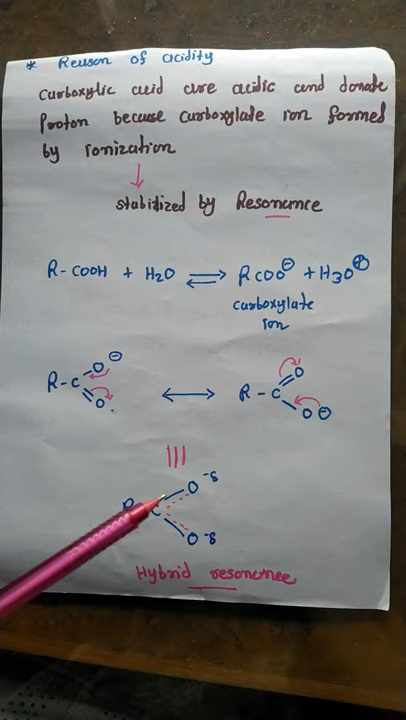 * Reason of acidity
Carboxylic acid are acidic and donate
Proton because carboxylate ion formed
by ionization
↓
stabilized by Resonance
R-COOH + H2O ⇌ RCOO⊖ + H3O⊕
carboxylate
ion
R-C O⊖ O ⟷ R-C O O⊖
|||
R C O-δ O-δ
Hybrid resonance